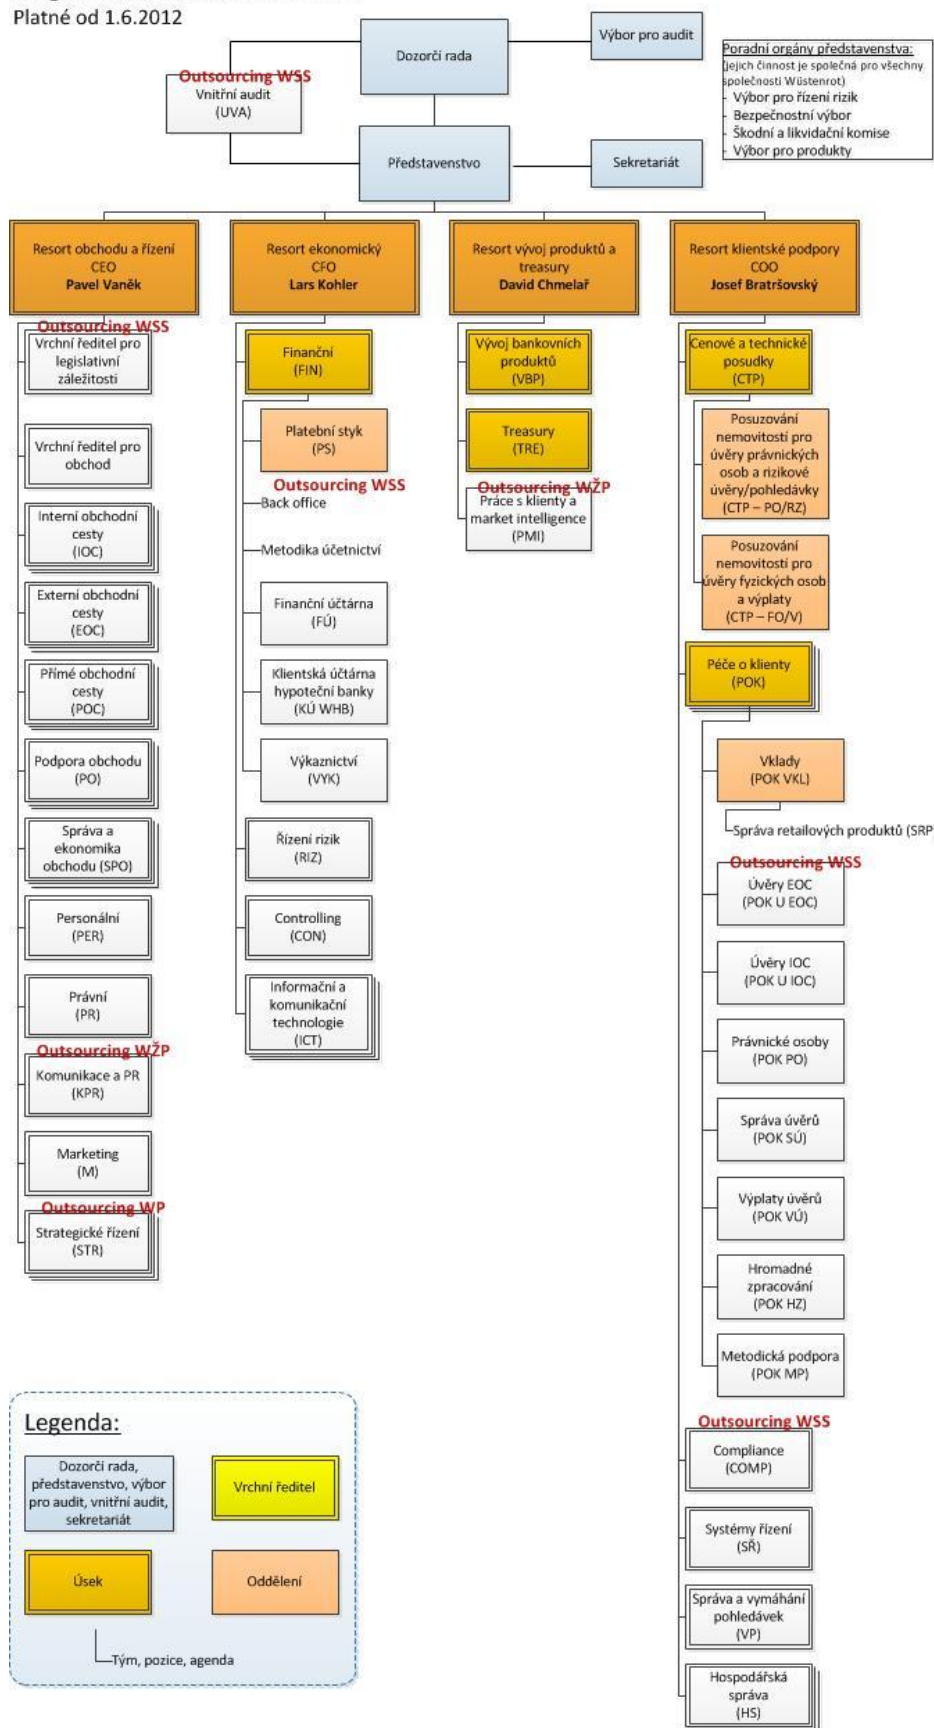 Platné od 1.6.2012
Dozorčí rada
Výbor pro audit
Poradní orgány představenstva:
(jejich činnost je společná pro všechny
společnosti Wüstenrot)
- Výbor pro řízení rizik
- Bezpečnostní výbor
- Škodní a likvidační komise
- Výbor pro produkty
Outsourcing WSS
Vnitřní audit
(UVA)
Představenstvo
Sekretariát
Resort obchodu a řízení
CEO
Pavel Vaněk
Outsourcing WSS
Vrchní ředitel pro
legislativní
záležitosti
Vrchní ředitel pro
obchod
Interní obchodní
cesty
(IOC)
Externí obchodní
cesty
(EOC)
Přímé obchodní
cesty
(POC)
Podpora obchodu
(PO)
Správa a
ekonomika
obchodu (SPO)
Personální
(PER)
Právní
(PR)
Outsourcing WŽP
Komunikace a PR
(KPR)
Marketing
(M)
Outsourcing WP
Strategické řízení
(STR)
Resort ekonomický
CFO
Lars Kohler
Finanční
(FIN)
Platební styk
(PS)
Outsourcing WSS
Back office
Metodika účetnictví
Finanční účtárna
(FÚ)
Klientská účtárna
hypoteční banky
(KÚ WHB)
Výkaznictví
(VYK)
Řízení rizik
(RIZ)
Controlling
(CON)
Informační a
komunikační
technologie
(ICT)
Resort vývoj produktů a
treasury
David Chmelař
Vývoj bankovních
produktů
(VBP)
Treasury
(TRE)
Outsourcing WŽP
Práce s klienty a
market intelligence
(PMI)
Resort klientské podpory
COO
Josef Bratršovský
Cenové a technické
posudky
(CTP)
Posuzování
nemovitostí pro
úvěry právnických
osob a rizikové
úvěry/pohledávky
(CTP – PO/RZ)
Posuzování
nemovitostí pro
úvěry fyzických osob
a výplaty
(CTP – FO/V)
Péče o klienty
(POK)
Vklady
(POK VKL)
Správa retailových produktů (SRP
Outsourcing WSS
Úvěry EOC
(POK U EOC)
Úvěry IOC
(POK U IOC)
Právnické osoby
(POK PO)
Správa úvěrů
(POK SÚ)
Výplaty úvěrů
(POK VÚ)
Hromadné
zpracování
(POK HZ)
Metodická podpora
(POK MP)
Outsourcing WSS
Compliance
(COMP)
Systémy řízení
(SŘ)
Správa a vymáhání
pohledávek
(VP)
Hospodářská
správa
(HS)
Legenda:
Dozorčí rada,
představenstvo, výbor
pro audit, vnitřní audit,
sekretariát
Vrchní ředitel
Úsek
Oddělení
Tým, pozice, agenda